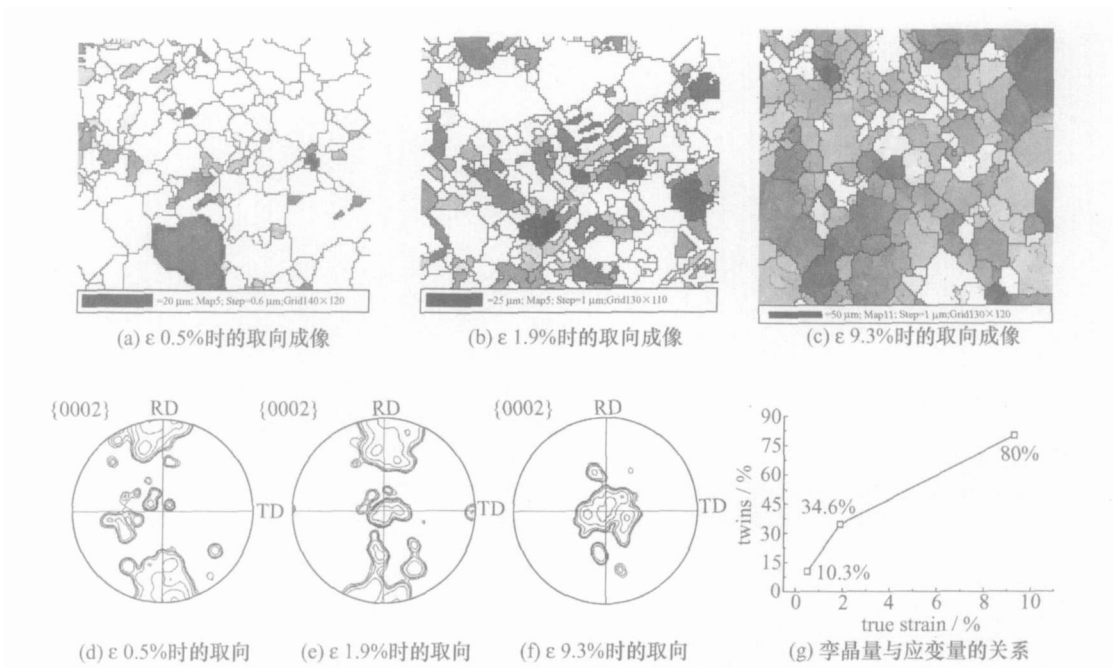 =20 μm; Map5; Step=0.6 μm;Grid140×120
=25 μm; Map5; Step=1 μm;Grid130×110
=50 μm; Map11; Step=1 μm;Grid130×120
(a) ε 0.5%时的取向成像
(b) ε 1.9%时的取向成像
(c) ε 9.3%时的取向成像
{0002} RD
TD
{0002} RD
TD
{0002} RD
TD
90
75
60
45
30
15
0
twins / %
34.6%
80%
10.3%
0 2 4 6 8 10
true strain / %
(d) ε 0.5%时的取向
(e) ε 1.9%时的取向
(f) ε 9.3%时的取向
(g) 孪晶量与应变量的关系